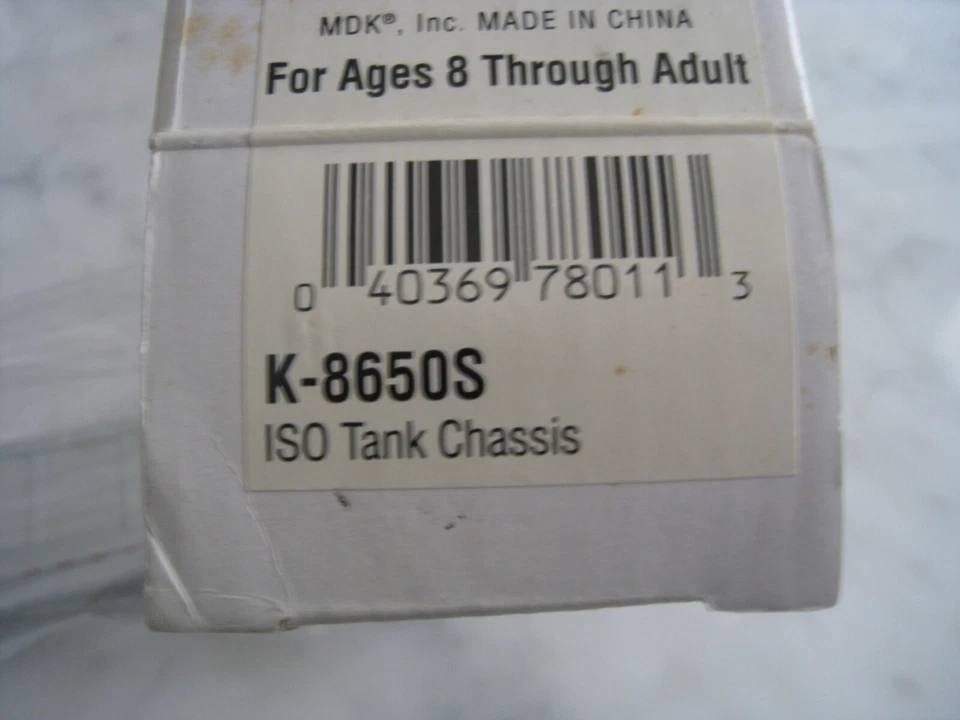 MDK®, Inc. MADE IN CHINA
For Ages 8 Through Adult
0 40369 78011 3
K-8650S
ISO Tank Chassis